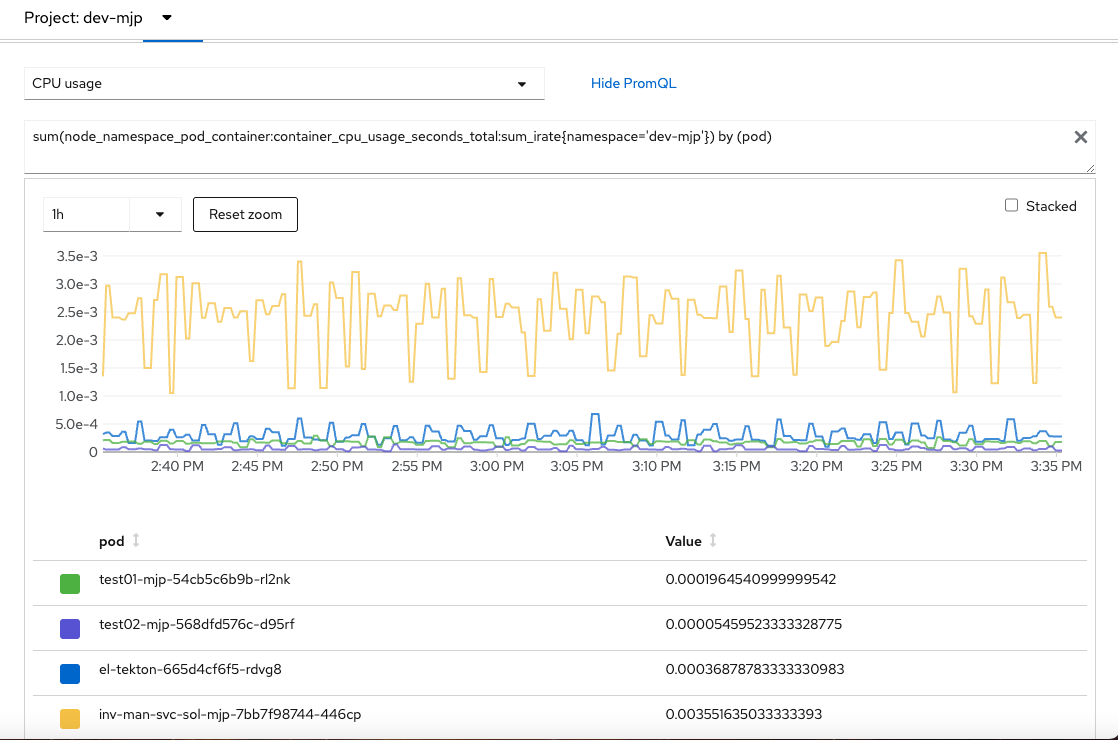 Project: dev-mjp
CPU usage
Hide PromQL
sum(node_namespace_pod_container:container_cpu_usage_seconds_total:sum_irate{namespace='dev-mjp'}) by (pod)
1h
Reset zoom
Stacked
3.5e-3
3.0e-3
2.5e-3
2.0e-3
1.5e-3
1.0e-3
5.0e-4
0
2:40 PM 2:45 PM 2:50 PM 2:55 PM 3:00 PM 3:05 PM 3:10 PM 3:15 PM 3:20 PM 3:25 PM 3:30 PM 3:35 PM
pod Value
test01-mjp-54cb5c6b9b-rl2nk 0.0001964540999999542
test02-mjp-568dfd576c-d95rf 0.00005459523333328775
el-tekton-665d4cf6f5-rdvg8 0.00036878783333330983
inv-man-svc-sol-mjp-7bb7f98744-446cp 0.003551635033333393